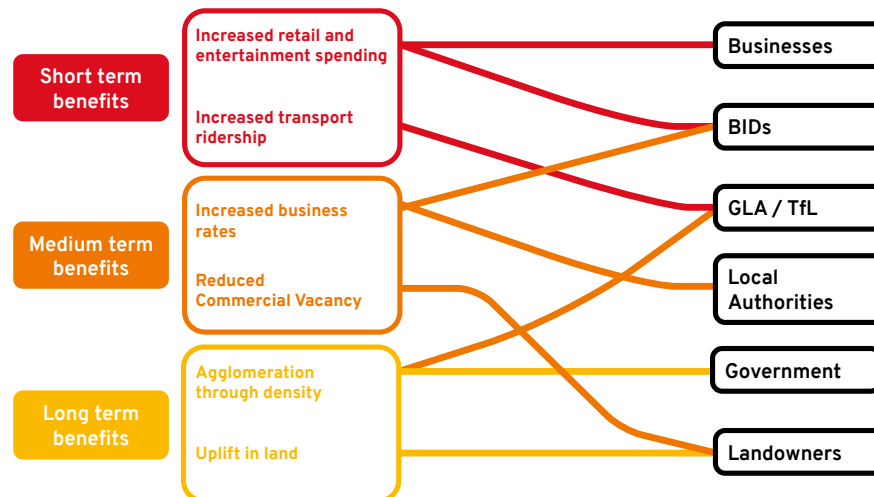 Short term
benefits
Increased retail and
entertainment spending
Increased transport
ridership
Medium term
benefits
Increased business
rates
Reduced
Commercial Vacancy
Long term
benefits
Agglomeration
through density
Uplift in land
Businesses
BIDs
GLA / TfL
Local
Authorities
Government
Landowners